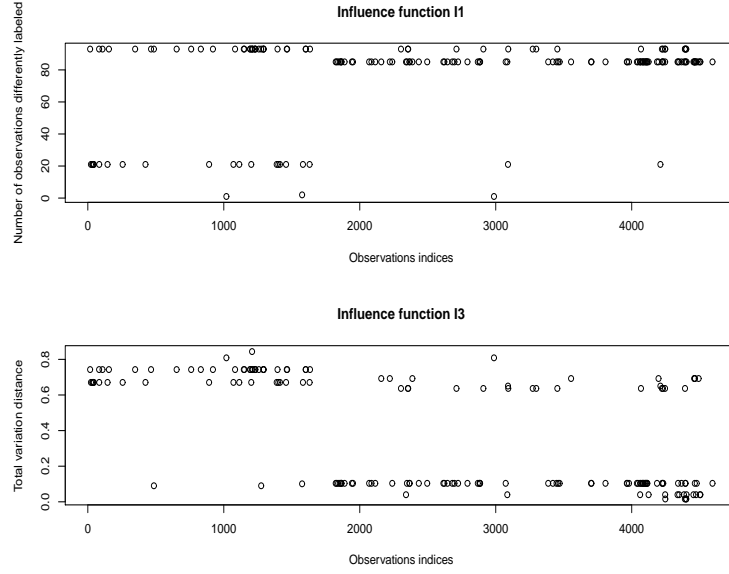 Influence function I1
Number of observations differently labeled
80
60
40
20
0
0 1000 2000 3000 4000
Observations indices
Influence function I3
Total variation distance
0.8
0.6
0.4
0.2
0.0
0 1000 2000 3000 4000
Observations indices